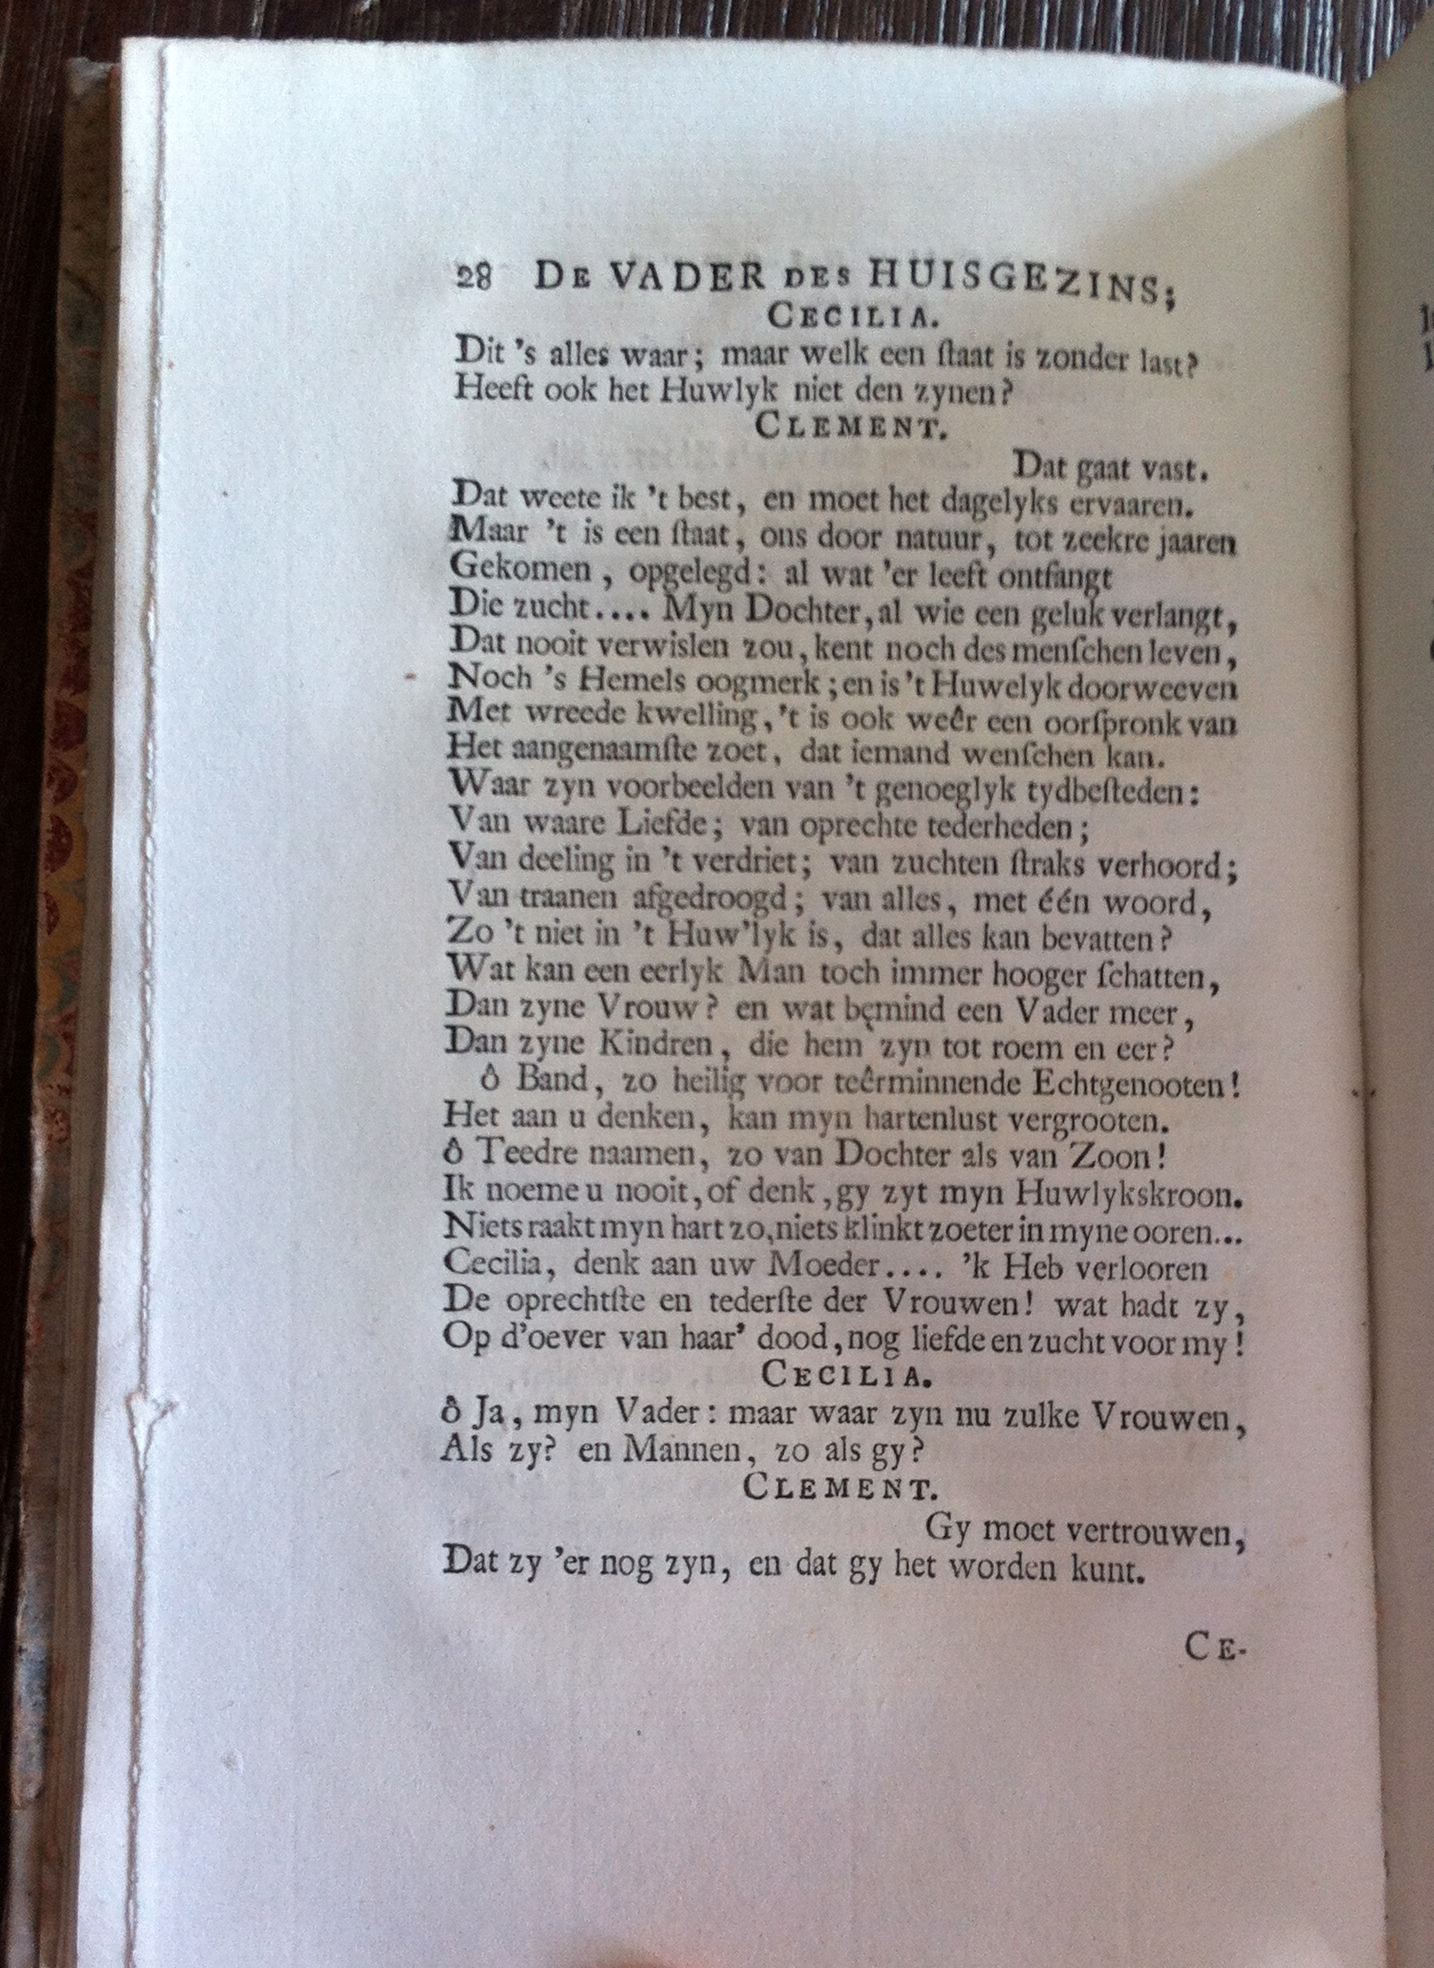 28 DE VADER DES HUISGEZINS;
CECILIA.
Dit 's alles waar; maar welk een ſtaat is zonder last?
Heeft ook het Huwlyk niet den zynen?
CLEMENT.
Dat gaat vast.
Dat weete ik 't best, en moet het dagelyks ervaaren.
Maar 't is een ſtaat, ons door natuur, tot zeekre jaaren
Gekomen, opgelegd: al wat 'er leeft ontfangt
Die zucht.... Myn Dochter, al wie een geluk verlangt,
Dat nooit verwislen zou, kent noch des menſchen leven,
Noch 's Hemels oogmerk; en is 't Huwelyk doorweeven
Met wreede kwelling, 't is ook weêr een oorſpronk van
Het aangenaamſte zoet, dat iemand wenſchen kan.
Waar zyn voorbeelden van 't genoeglyk tydbeſteden:
Van waare Liefde; van oprechte tederheden;
Van deeling in 't verdriet; van zuchten ſtraks verhoord;
Van traanen afgedroogd; van alles, met één woord,
Zo 't niet in 't Huw'lyk is, dat alles kan bevatten?
Wat kan een eerlyk Man toch immer hooger ſchatten,
Dan zyne Vrouw? en wat bemind een Vader meer,
Dan zyne Kindren, die hem zyn tot roem en eer?
ô Band, zo heilig voor teêrminnende Echtgenooten!
Het aan u denken, kan myn hartenlust vergrooten.
ô Teedre naamen, zo van Dochter als van Zoon!
Ik noeme u nooit, of denk, gy zyt myn Huwlykskroon.
Niets raakt myn hart zo, niets klinkt zoeter in myne ooren...
Cecilia, denk aan uw Moeder.... 'k Heb verlooren
De oprechtſte en tederſte der Vrouwen! wat hadt zy,
Op d'oever van haar' dood, nog liefde en zucht voor my!
CECILIA.
ô Ja, myn Vader: maar waar zyn nu zulke Vrouwen,
Als zy? en Mannen, zo als gy?
CLEMENT.
Gy moet vertrouwen,
Dat zy 'er nog zyn, en dat gy het worden kunt.
CE-